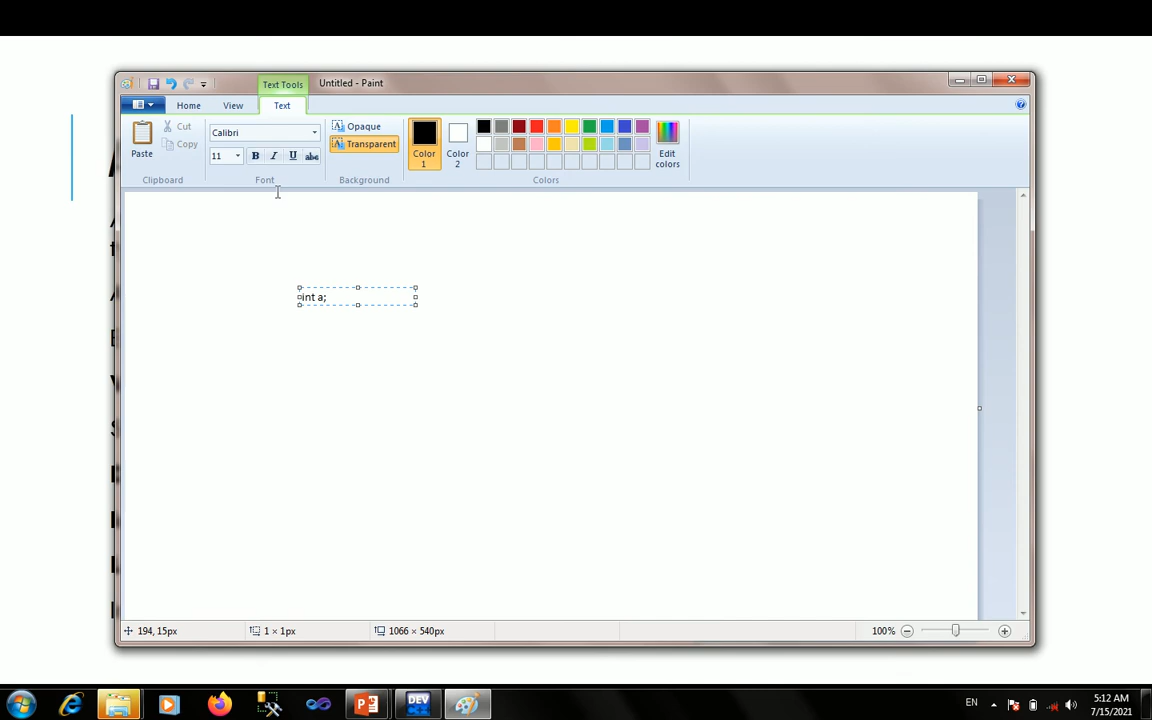 Text Tools
Untitled - Paint
Home
View
Text
Paste
Cut
Copy
Clipboard
Calibri
11
B I U abc
Font
Opaque
Transparent
Background
Color 1
Color 2
Edit colors
Colors
int a;
194, 15px
1 × 1px
1066 × 540px
100%
DEV
EN
5:12 AM
7/15/2021